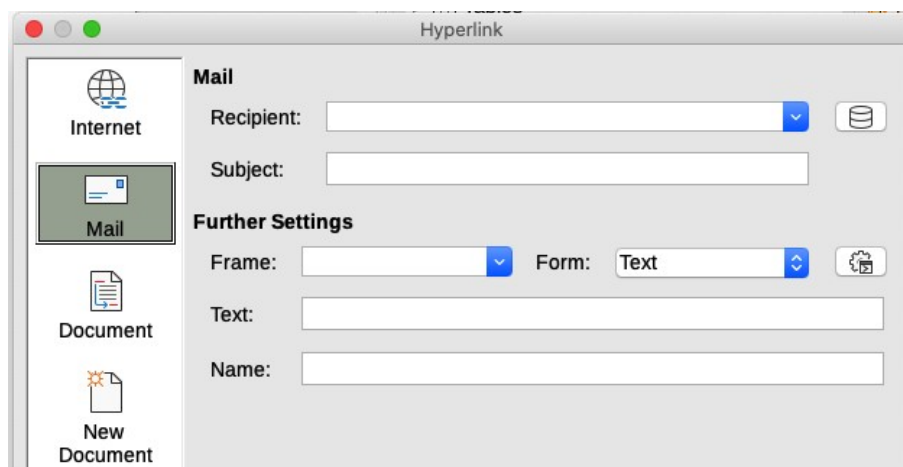 Hyperlink
Internet
Mail
Document
New
Document
Mail
Recipient:
Subject:
Further Settings
Frame:
Form: Text
Text:
Name: